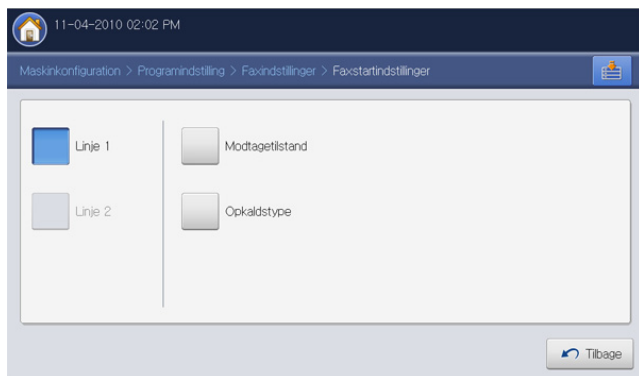 11-04-2010 02:02 PM
Maskinkonfiguration > Programindstilling > Faxindstillinger > Faxstartindstillinger
Linje 1
Modtagetilstand
Linje 2
Opkaldstype
Tilbage